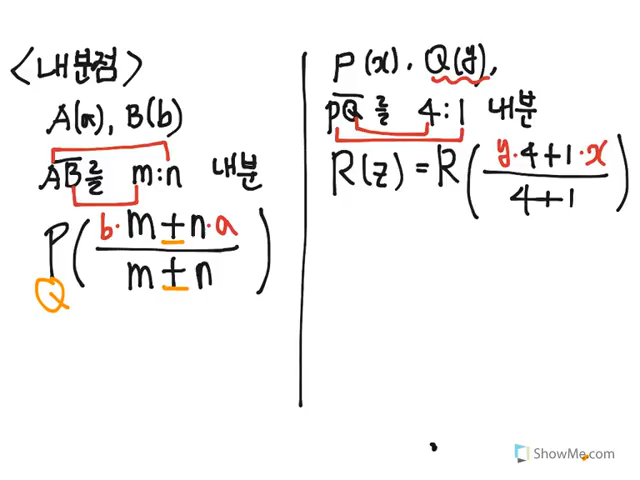 <내분점>
A(a), B(b)
AB를 m:n 내분
P( b·m±n·a / m±n )
Q
P(x), Q(y),
PQ를 4:1 내분
R(z) = R( y·4+1·x / 4+1 )
ShowMe.com